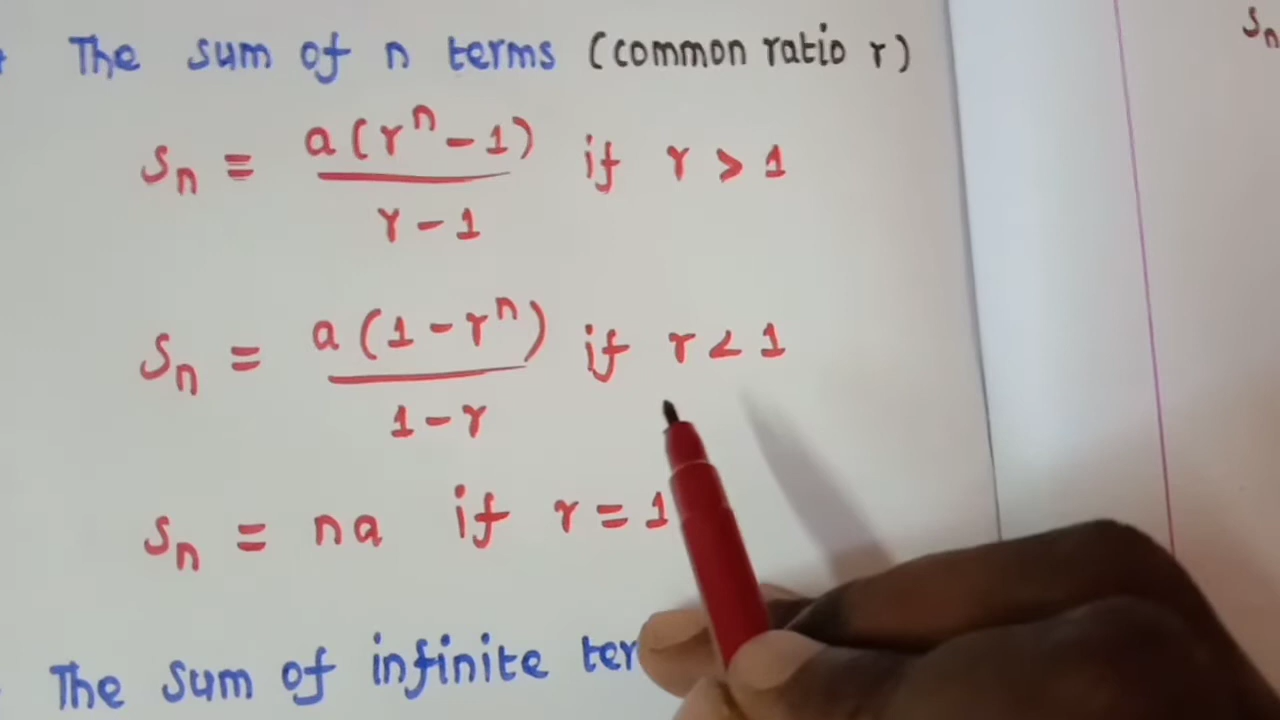 The sum of n terms (common ratio r)
Sn
Sn = a(r^n - 1) / r - 1 if r > 1
Sn = a(1 - r^n) / 1 - r if r < 1
Sn = na if r = 1
The sum of infinite